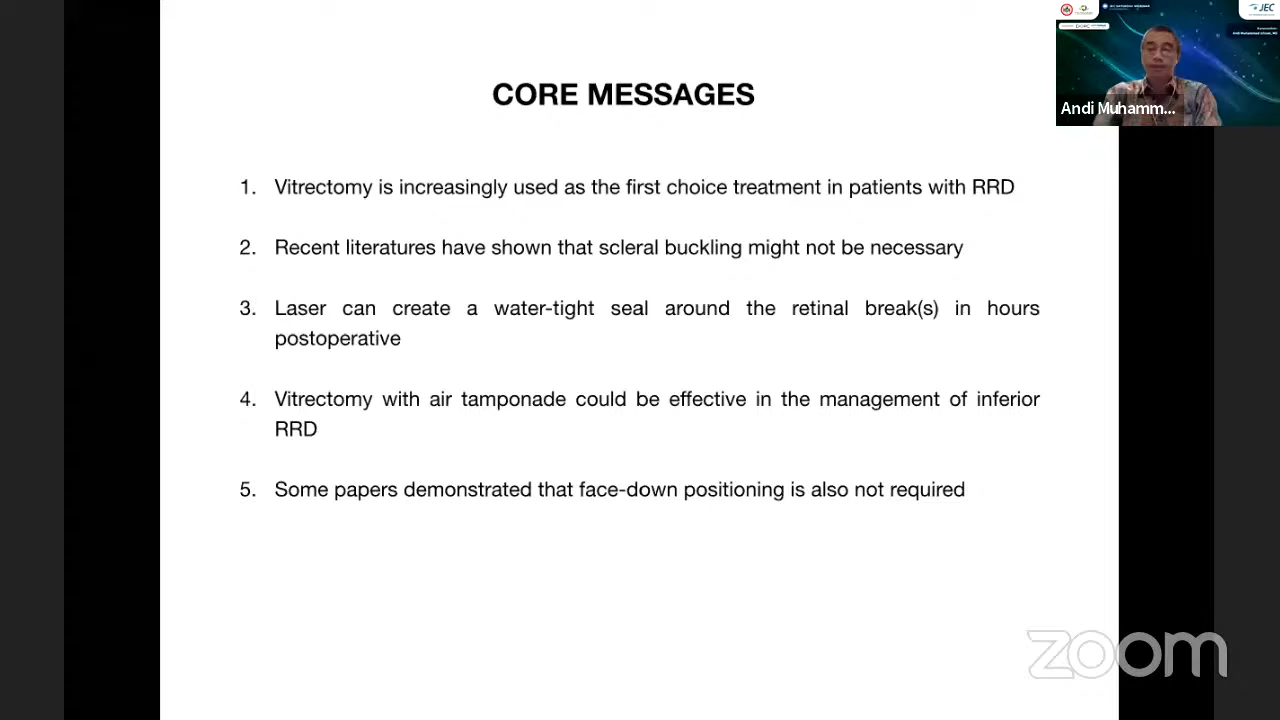 CORE MESSAGES
1. Vitrectomy is increasingly used as the first choice treatment in patients with RRD
2. Recent literatures have shown that scleral buckling might not be necessary
3. Laser can create a water-tight seal around the retinal break(s) in hours
postoperative
4. Vitrectomy with air tamponade could be effective in the management of inferior
RRD
5. Some papers demonstrated that face-down positioning is also not required
JEC
Andi Muhamm...
zoom